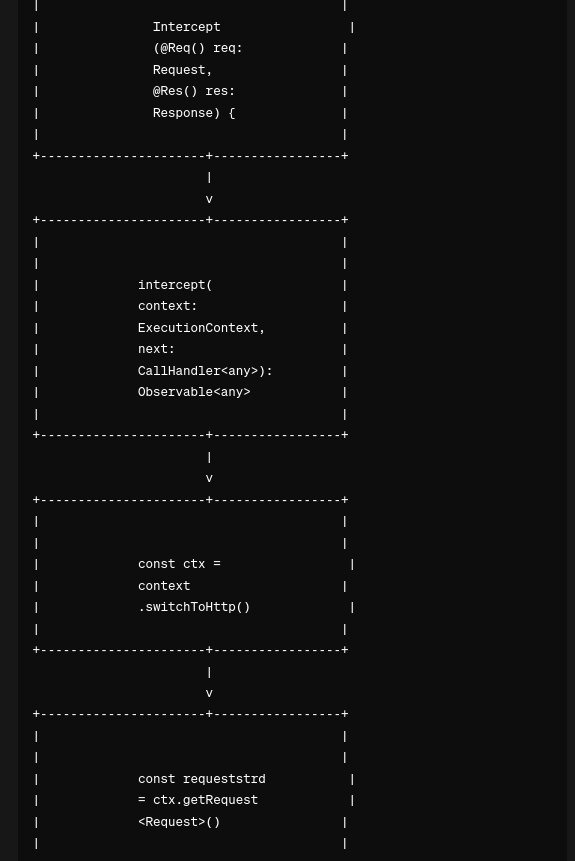 |                                        |
|               Intercept                 |
|               (@Req() req:             |
|               Request,                 |
|               @Res() res:              |
|               Response) {              |
|                                        |
+----------------------+-----------------+
                       |
                       v
+----------------------+-----------------+
|                                        |
|                                        |
|             intercept(                 |
|             context:                   |
|             ExecutionContext,          |
|             next:                      |
|             CallHandler<any>):         |
|             Observable<any>            |
|                                        |
+----------------------+-----------------+
                       |
                       v
+----------------------+-----------------+
|                                        |
|                                        |
|             const ctx =                 |
|             context                    |
|             .switchToHttp()             |
|                                        |
+----------------------+-----------------+
                       |
                       v
+----------------------+-----------------+
|                                        |
|                                        |
|             const requeststrd           |
|             = ctx.getRequest            |
|             <Request>()                |
|                                        |